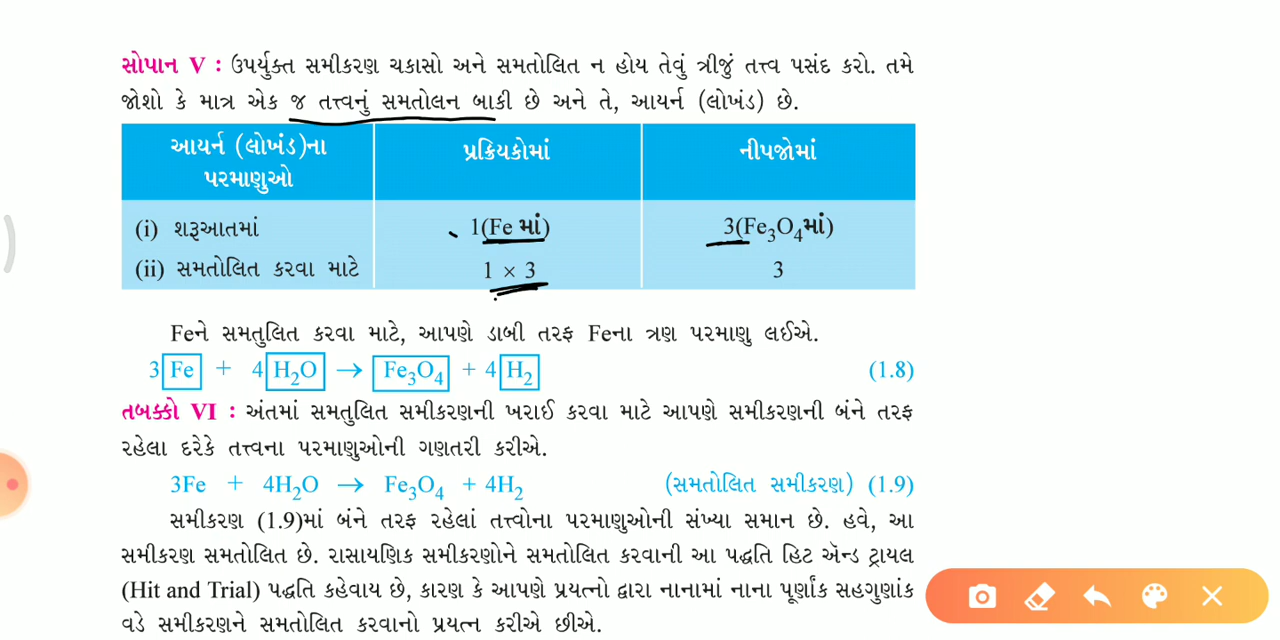 સોપાન V : ઉપર્યુક્ત સમીકરણ ચકાસો અને સમતોલિત ન હોય તેવું ત્રીજું તત્ત્વ પસંદ કરો. તમે
જોશો કે માત્ર એક જ તત્ત્વનું સમતોલન બાકી છે અને તે, આયર્ન (લોખંડ) છે.
આયર્ન (લોખંડ)ના પરમાણુઓ | પ્રક્રિયકોમાં | નીપજોમાં
(i) શરૂઆતમાં | 1(Fe માં) | 3(Fe₃O₄માં)
(ii) સમતોલિત કરવા માટે | 1 × 3 | 3
Feને સમતુલિત કરવા માટે, આપણે ડાબી તરફ Feના ત્રણ પરમાણુ લઈએ.
3 Fe + 4 H₂O → Fe₃O₄ + 4 H₂ (1.8)
તબક્કો VI : અંતમાં સમતુલિત સમીકરણની ખરાઈ કરવા માટે આપણે સમીકરણની બંને તરફ
રહેલા દરેકે તત્ત્વના પરમાણુઓની ગણતરી કરીએ.
3Fe + 4H₂O → Fe₃O₄ + 4H₂ (સમતોલિત સમીકરણ) (1.9)
સમીકરણ (1.9)માં બંને તરફ રહેલાં તત્ત્વોના પરમાણુઓની સંખ્યા સમાન છે. હવે, આ
સમીકરણ સમતોલિત છે. રાસાયણિક સમીકરણોને સમતોલિત કરવાની આ પદ્ધતિ હિટ ઍન્ડ ટ્રાયલ
(Hit and Trial) પદ્ધતિ કહેવાય છે, કારણ કે આપણે પ્રયત્નો દ્વારા નાનામાં નાના પૂર્ણાંક સહગુણાંક
વડે સમીકરણને સમતોલિત કરવાનો પ્રયત્ન કરીએ છીએ.